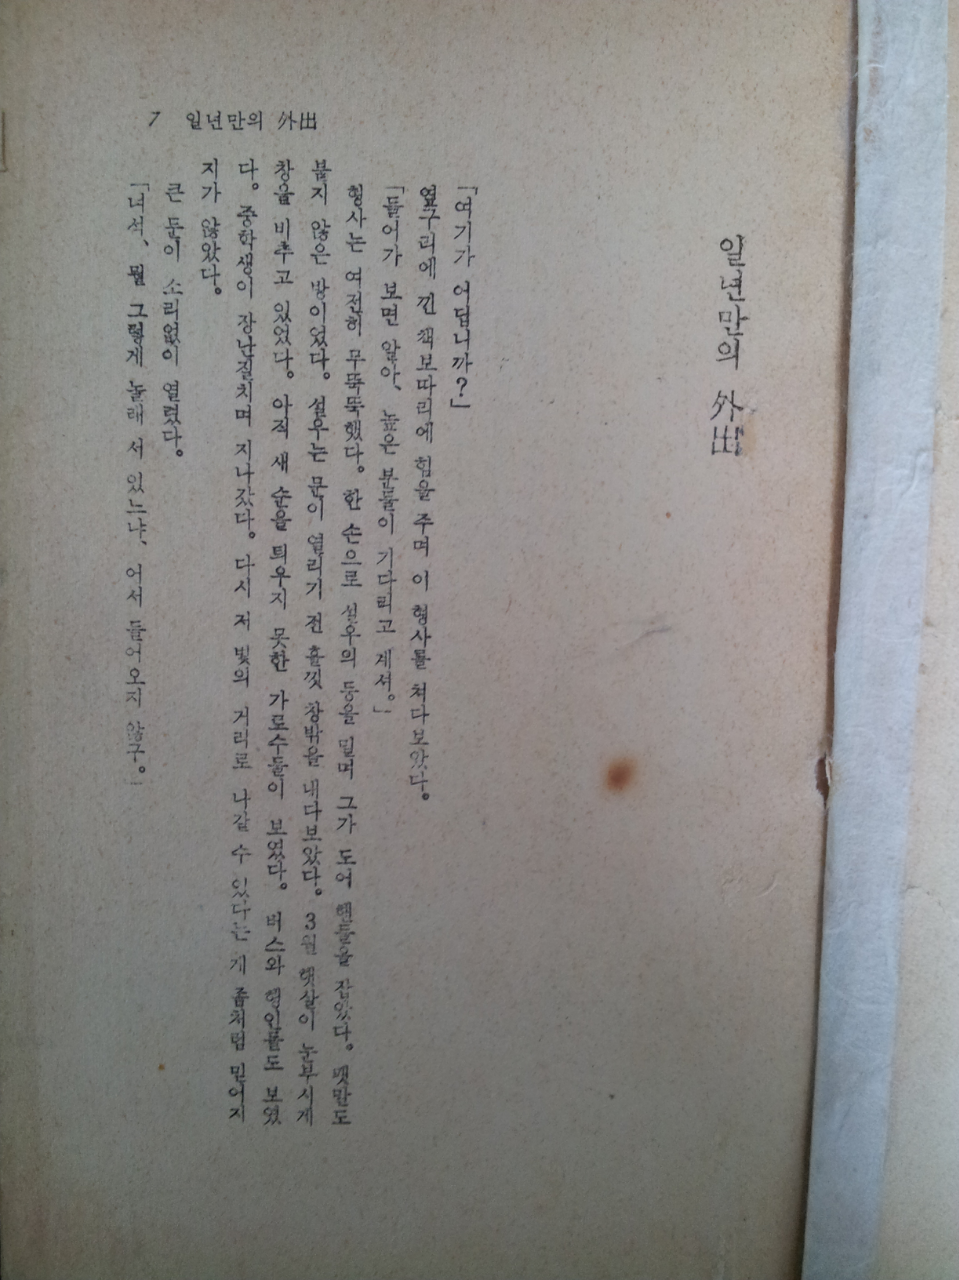 일년만의 外出
「여기가 어딥니까?」
옆구리에 낀 책보따리에 힘을 주며 이 형사를 쳐다보았다.
「들어가 보면 알아, 높은 분들이 기다리고 계셔。」
형사는 여전히 무뚝뚝했다. 한 손으로 설우의 등을 밀며 그가 도어 핸들을 잡았다. 팻말도
붙지 않은 방이었다. 설우는 문이 열리기 전 흘낏 창밖을 내다보았다. 3월 햇살이 눈부시게
창을 비추고 있었다. 아직 새 순을 틔우지 못한 가로수들이 보였다. 버스와 행인들도 보였
다. 중학생이 장난질치며 지나갔다. 다시 저 빛의 거리로 나갈 수 있다는 게 좀처럼 믿어지
지가 않았다.
큰 문이 소리없이 열렸다.
「녀석、뭘 그렇게 놀래 서 있느냐、어서 들어오지 않구。」
7 일년만의 外出